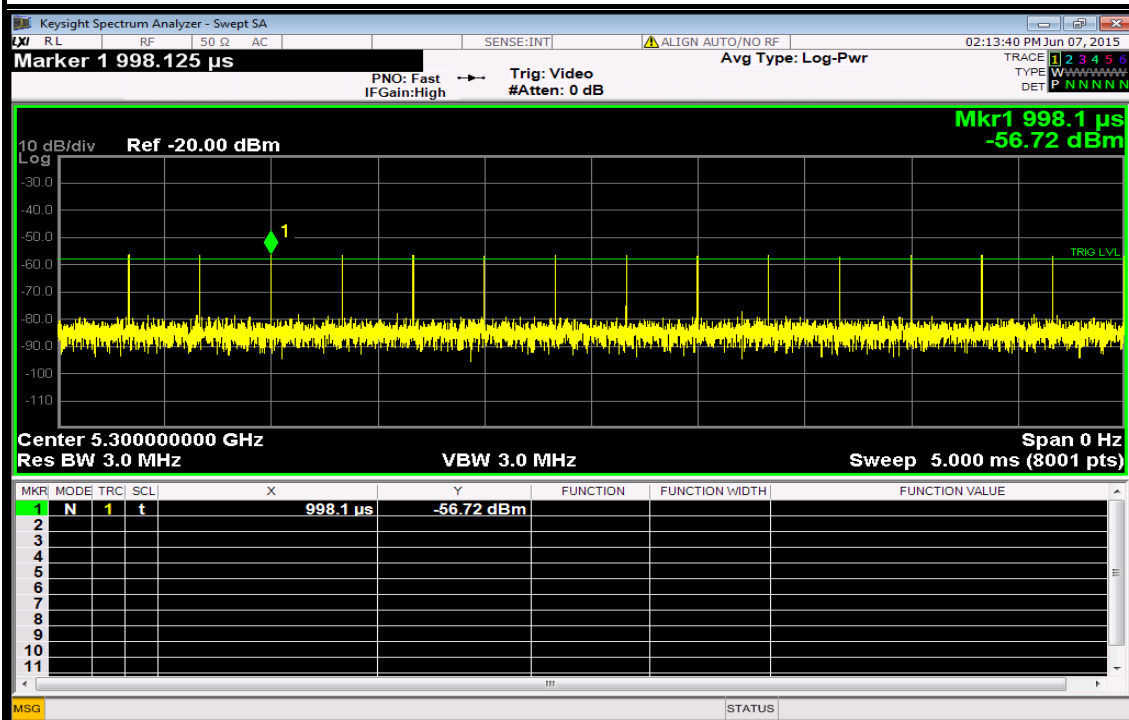 Keysight Spectrum Analyzer - Swept SA
LXI RL RF 50 Ω AC SENSE:INT ALIGN AUTO/NO RF 02:13:40 PM Jun 07, 2015
Marker 1 998.125 µs Avg Type: Log-Pwr TRACE 1 2 3 4 5 6
PNO: Fast Trig: Video TYPE WWWWWW
IFGain:High #Atten: 0 dB DET P N N N N N
Mkr1 998.1 µs
10 dB/div Ref -20.00 dBm -56.72 dBm
Log
-30.0
-40.0
-50.0
1
TRIG LVL
-60.0
-70.0
-80.0
-90.0
-100
-110
Center 5.300000000 GHz Span 0 Hz
Res BW 3.0 MHz VBW 3.0 MHz Sweep 5.000 ms (8001 pts)
MKR MODE TRC SCL X Y FUNCTION FUNCTION WIDTH FUNCTION VALUE
1 N 1 t 998.1 µs -56.72 dBm
2
3
4
5
6
7
8
9
10
11
MSG STATUS